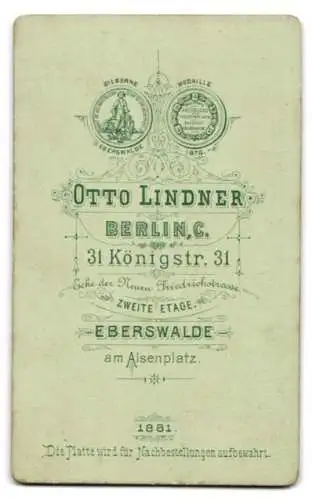 SILBERNE MEDAILLE
EBERSWALDE 1876.
OTTO LINDNER
BERLIN, C.
31 Königstr. 31
Ecke der Neuen Friedrichstrasse
ZWEITE ETAGE.
EBERSWALDE
am Alsenplatz.
1881.
Die Platte wird für Nachbestellungen aufbewahrt.